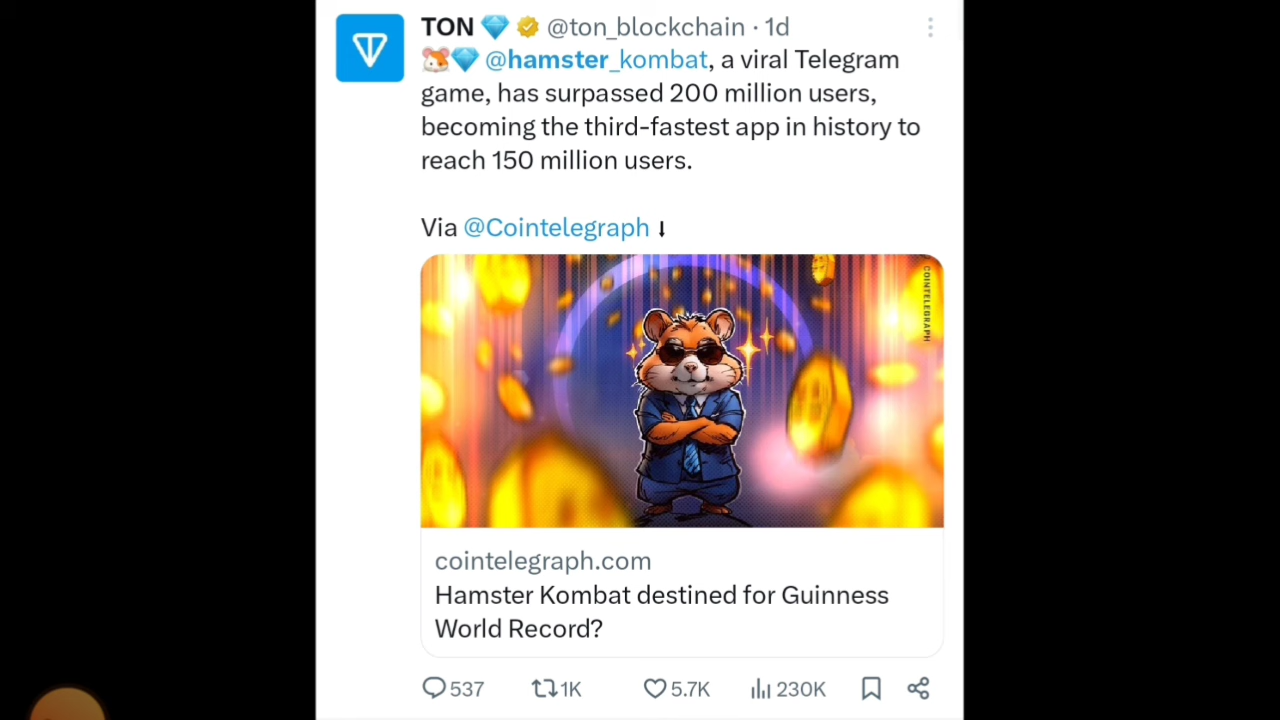 TON 💎 @ton_blockchain · 1d
🐹💎 @hamster_kombat, a viral Telegram
game, has surpassed 200 million users,
becoming the third-fastest app in history to
reach 150 million users.
Via @Cointelegraph ⬇
COINTELEGRAPH
cointelegraph.com
Hamster Kombat destined for Guinness
World Record?
537 1K 5.7K 230K